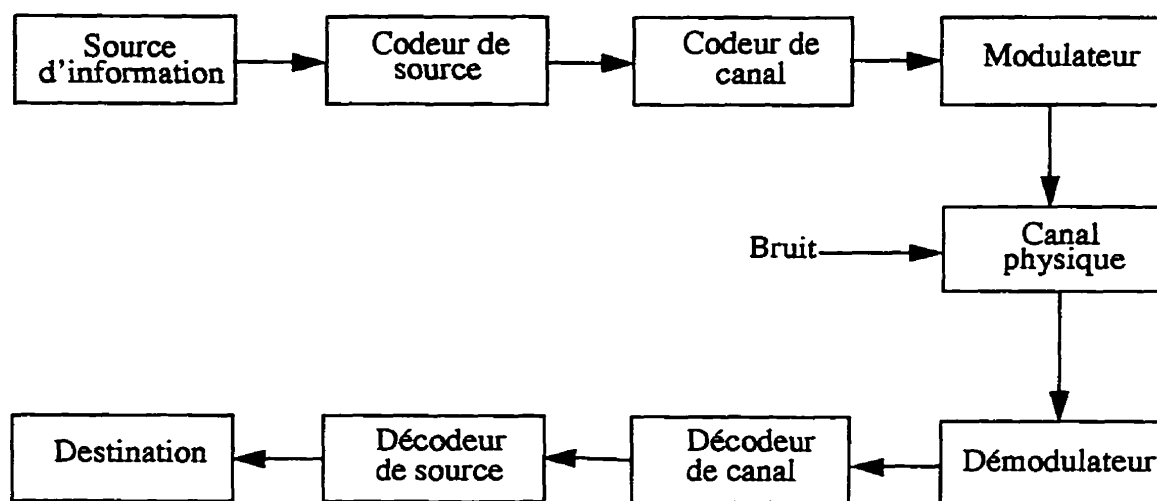 Source
d'information
Codeur de
source
Codeur de
canal
Modulateur
Bruit
Canal
physique
Destination
Décodeur
de source
Décodeur
de canal
Démodulateur